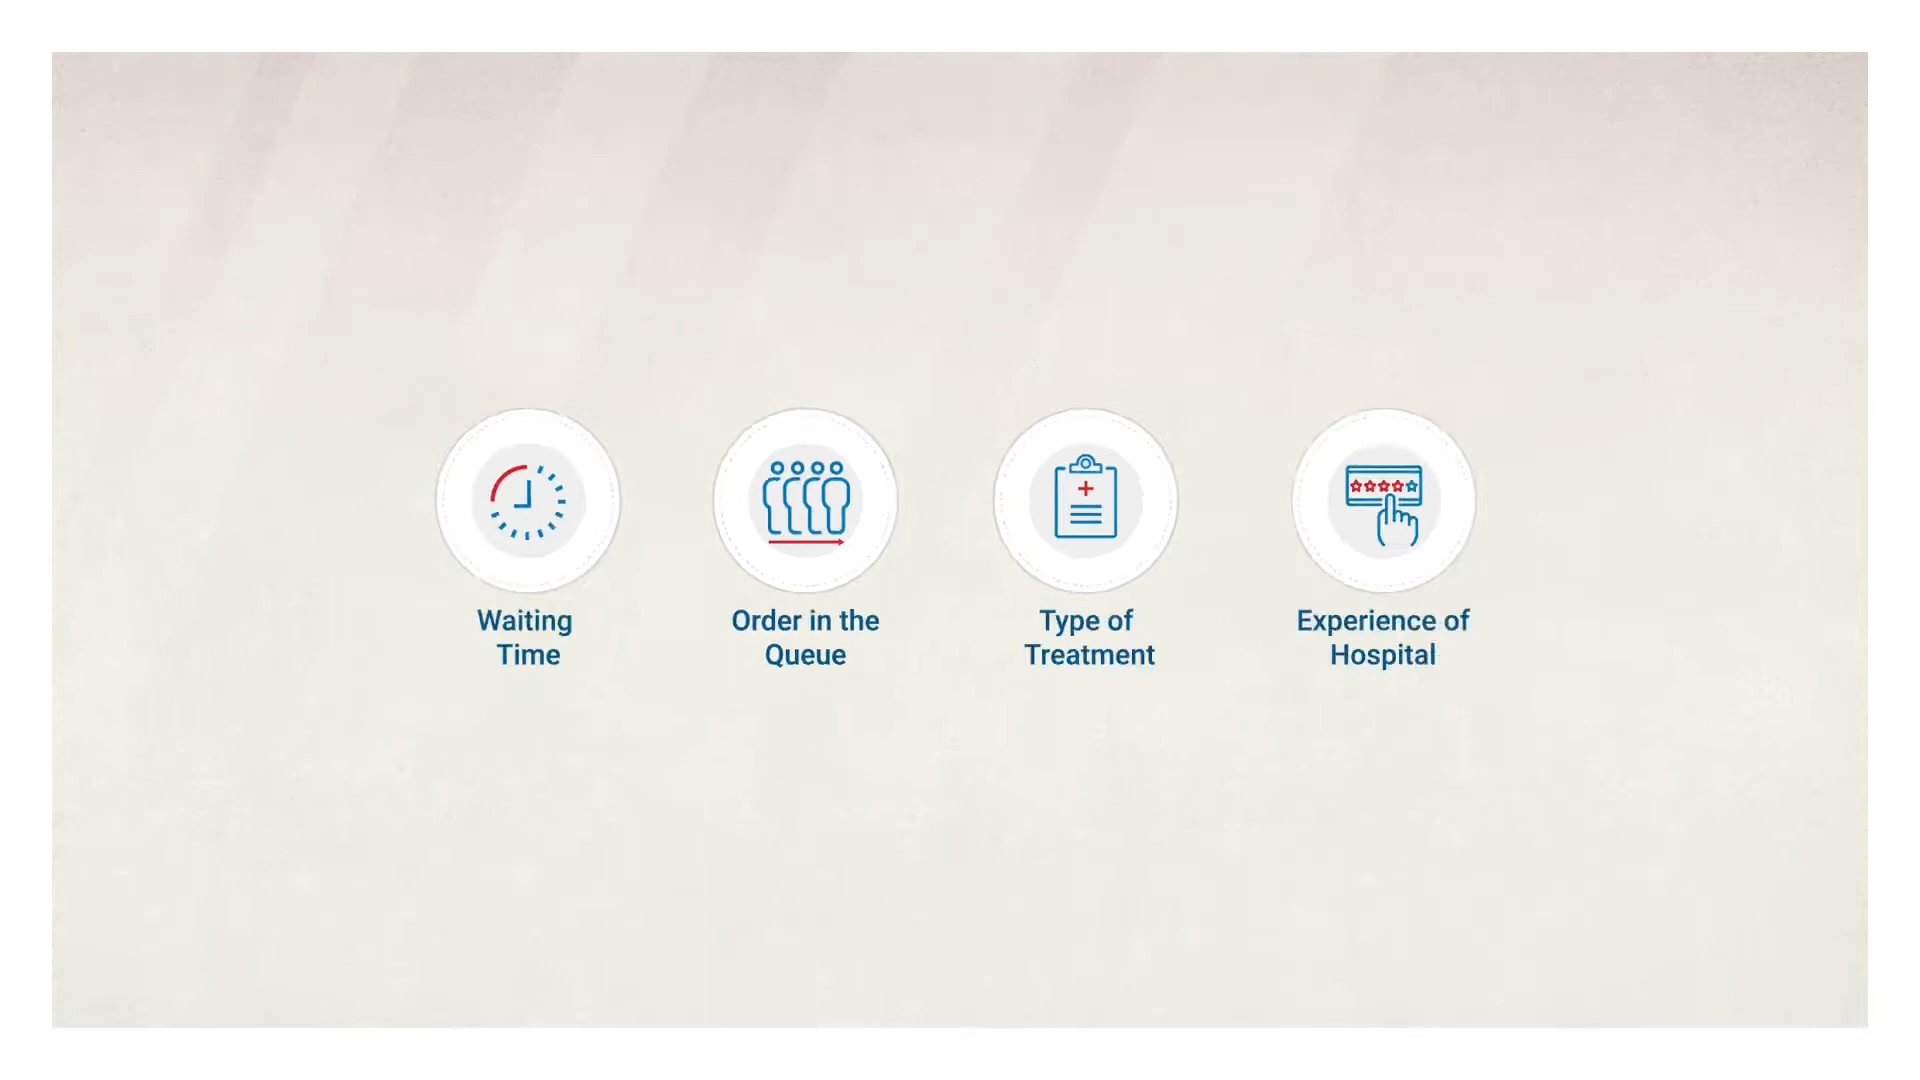 Waiting
Time
Order in the
Queue
Type of
Treatment
Experience of
Hospital